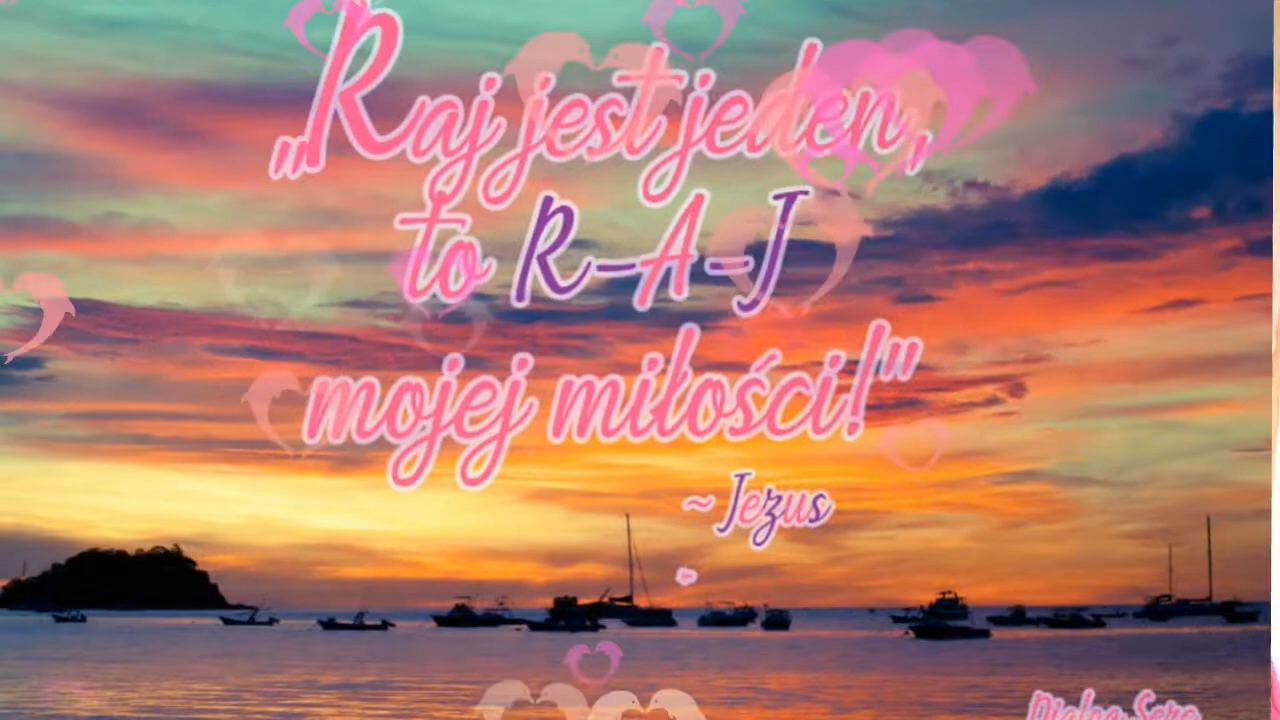 „Raj jest jeden,
to R-A-J
mojej miłości!"
~Jezus